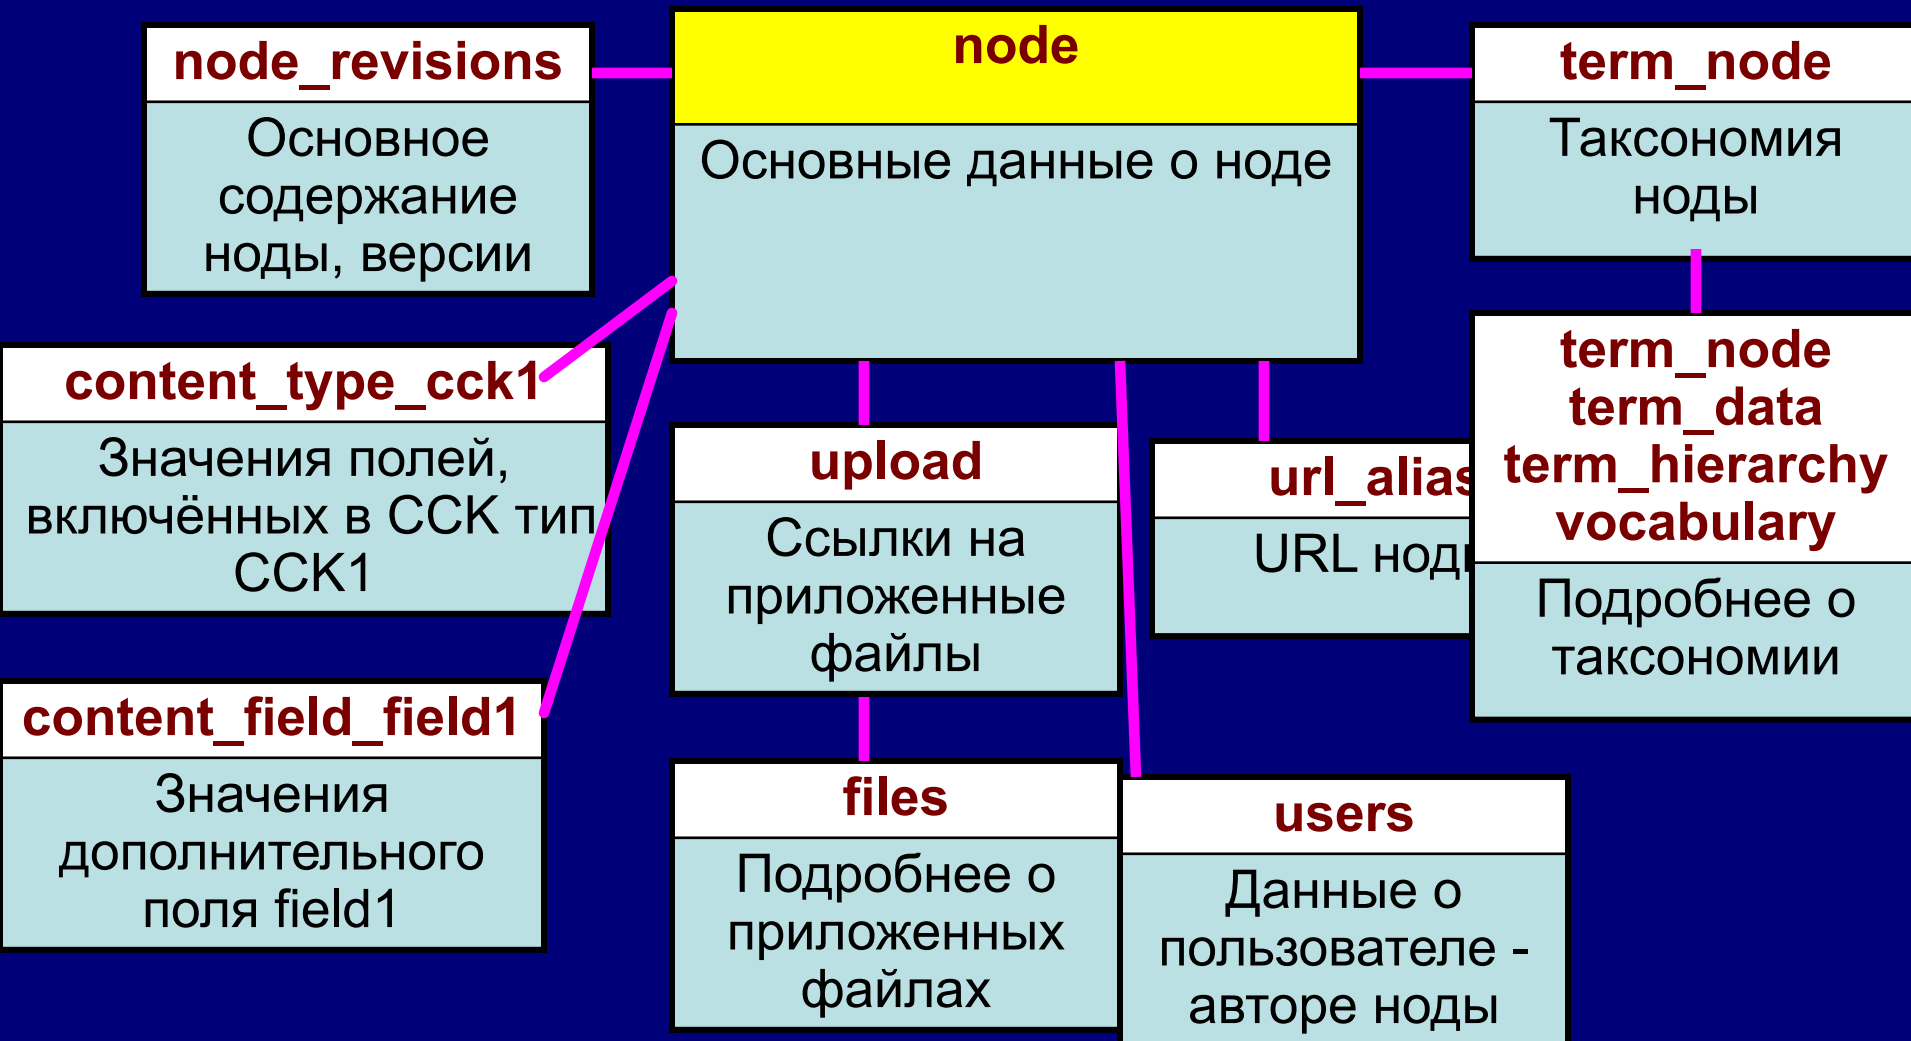 node_revisions
Основное
содержание
ноды, версии
node
Основные данные о ноде
term_node
Таксономия
ноды
content_type_cck1
Значения полей,
включённых в CCK тип
CCK1
upload
Ссылки на
приложенные
файлы
url_alias
URL
term_node
term_data
term_hierarchy
vocabulary
Подробнее о
таксономии
content_field_field1
Значения
дополнительного
поля field1
files
Подробнее о
приложенных
файлах
users
Данные о
пользователе -
авторе ноды